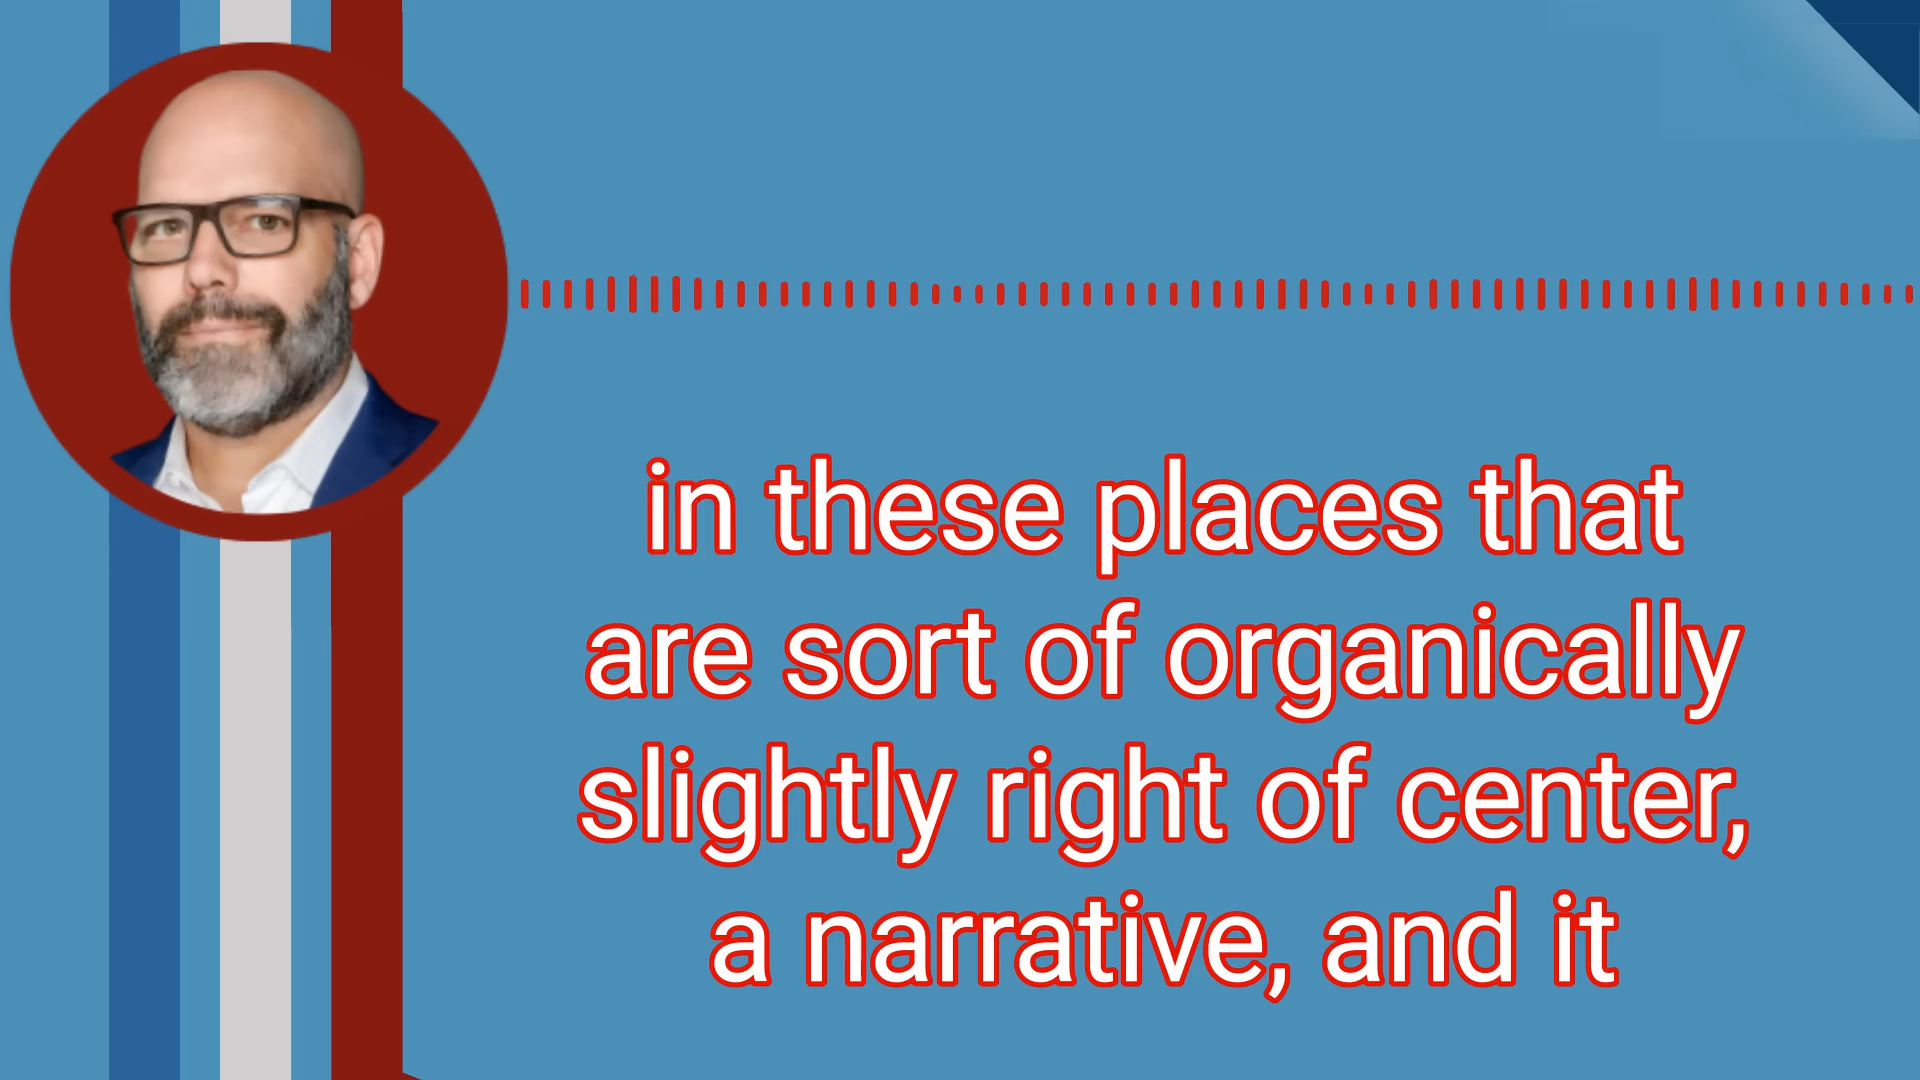 in these places that
are sort of organically
slightly right of center,
a narrative, and it